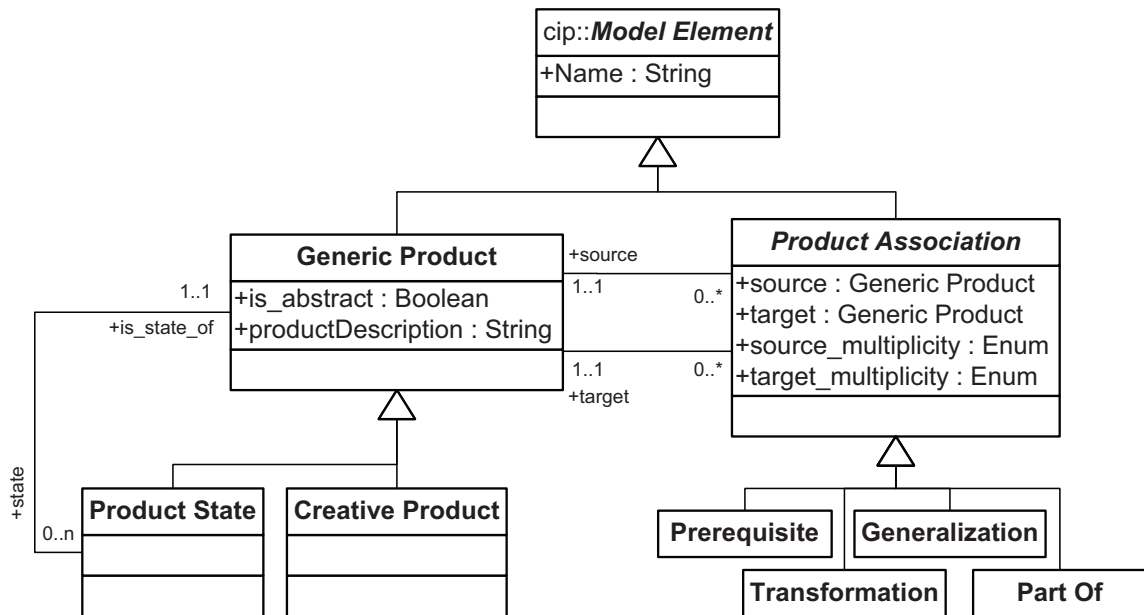 cip::Model Element
+Name : String
Generic Product
+is_abstract : Boolean
+productDescription : String
+source
1..1
0..*
1..1
0..*
+target
Product Association
+source : Generic Product
+target : Generic Product
+source_multiplicity : Enum
+target_multiplicity : Enum
1..1
+is_state_of
+state
0..n
Product State
Creative Product
Prerequisite
Generalization
Transformation
Part Of